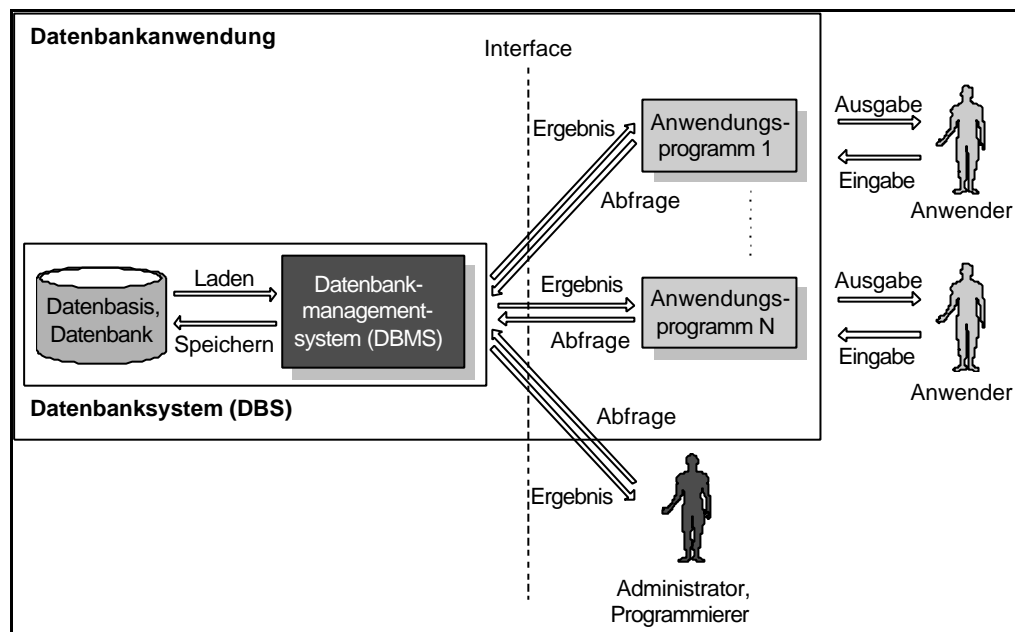 Datenbankanwendung
Interface
Ergebnis
Anwendungs-
programm 1
Ausgabe
Eingabe
Anwender
Abfrage
Datenbasis,
Datenbank
Laden
Speichern
Datenbank-
management-
system (DBMS)
Ergebnis
Abfrage
Anwendungs-
programm N
Ausgabe
Eingabe
Anwender
Datenbanksystem (DBS)
Abfrage
Ergebnis
Administrator,
Programmierer